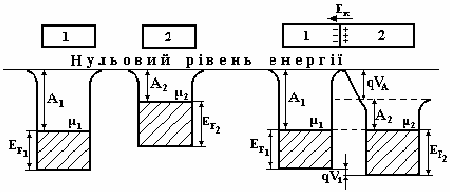 Eк
1 2 1 2
Нульовий рівень енергії
A1 A2 A1 qVA
μ1 μ2 μ1 A2 μ2
EF1 EF2 EF1 EF2
qV1